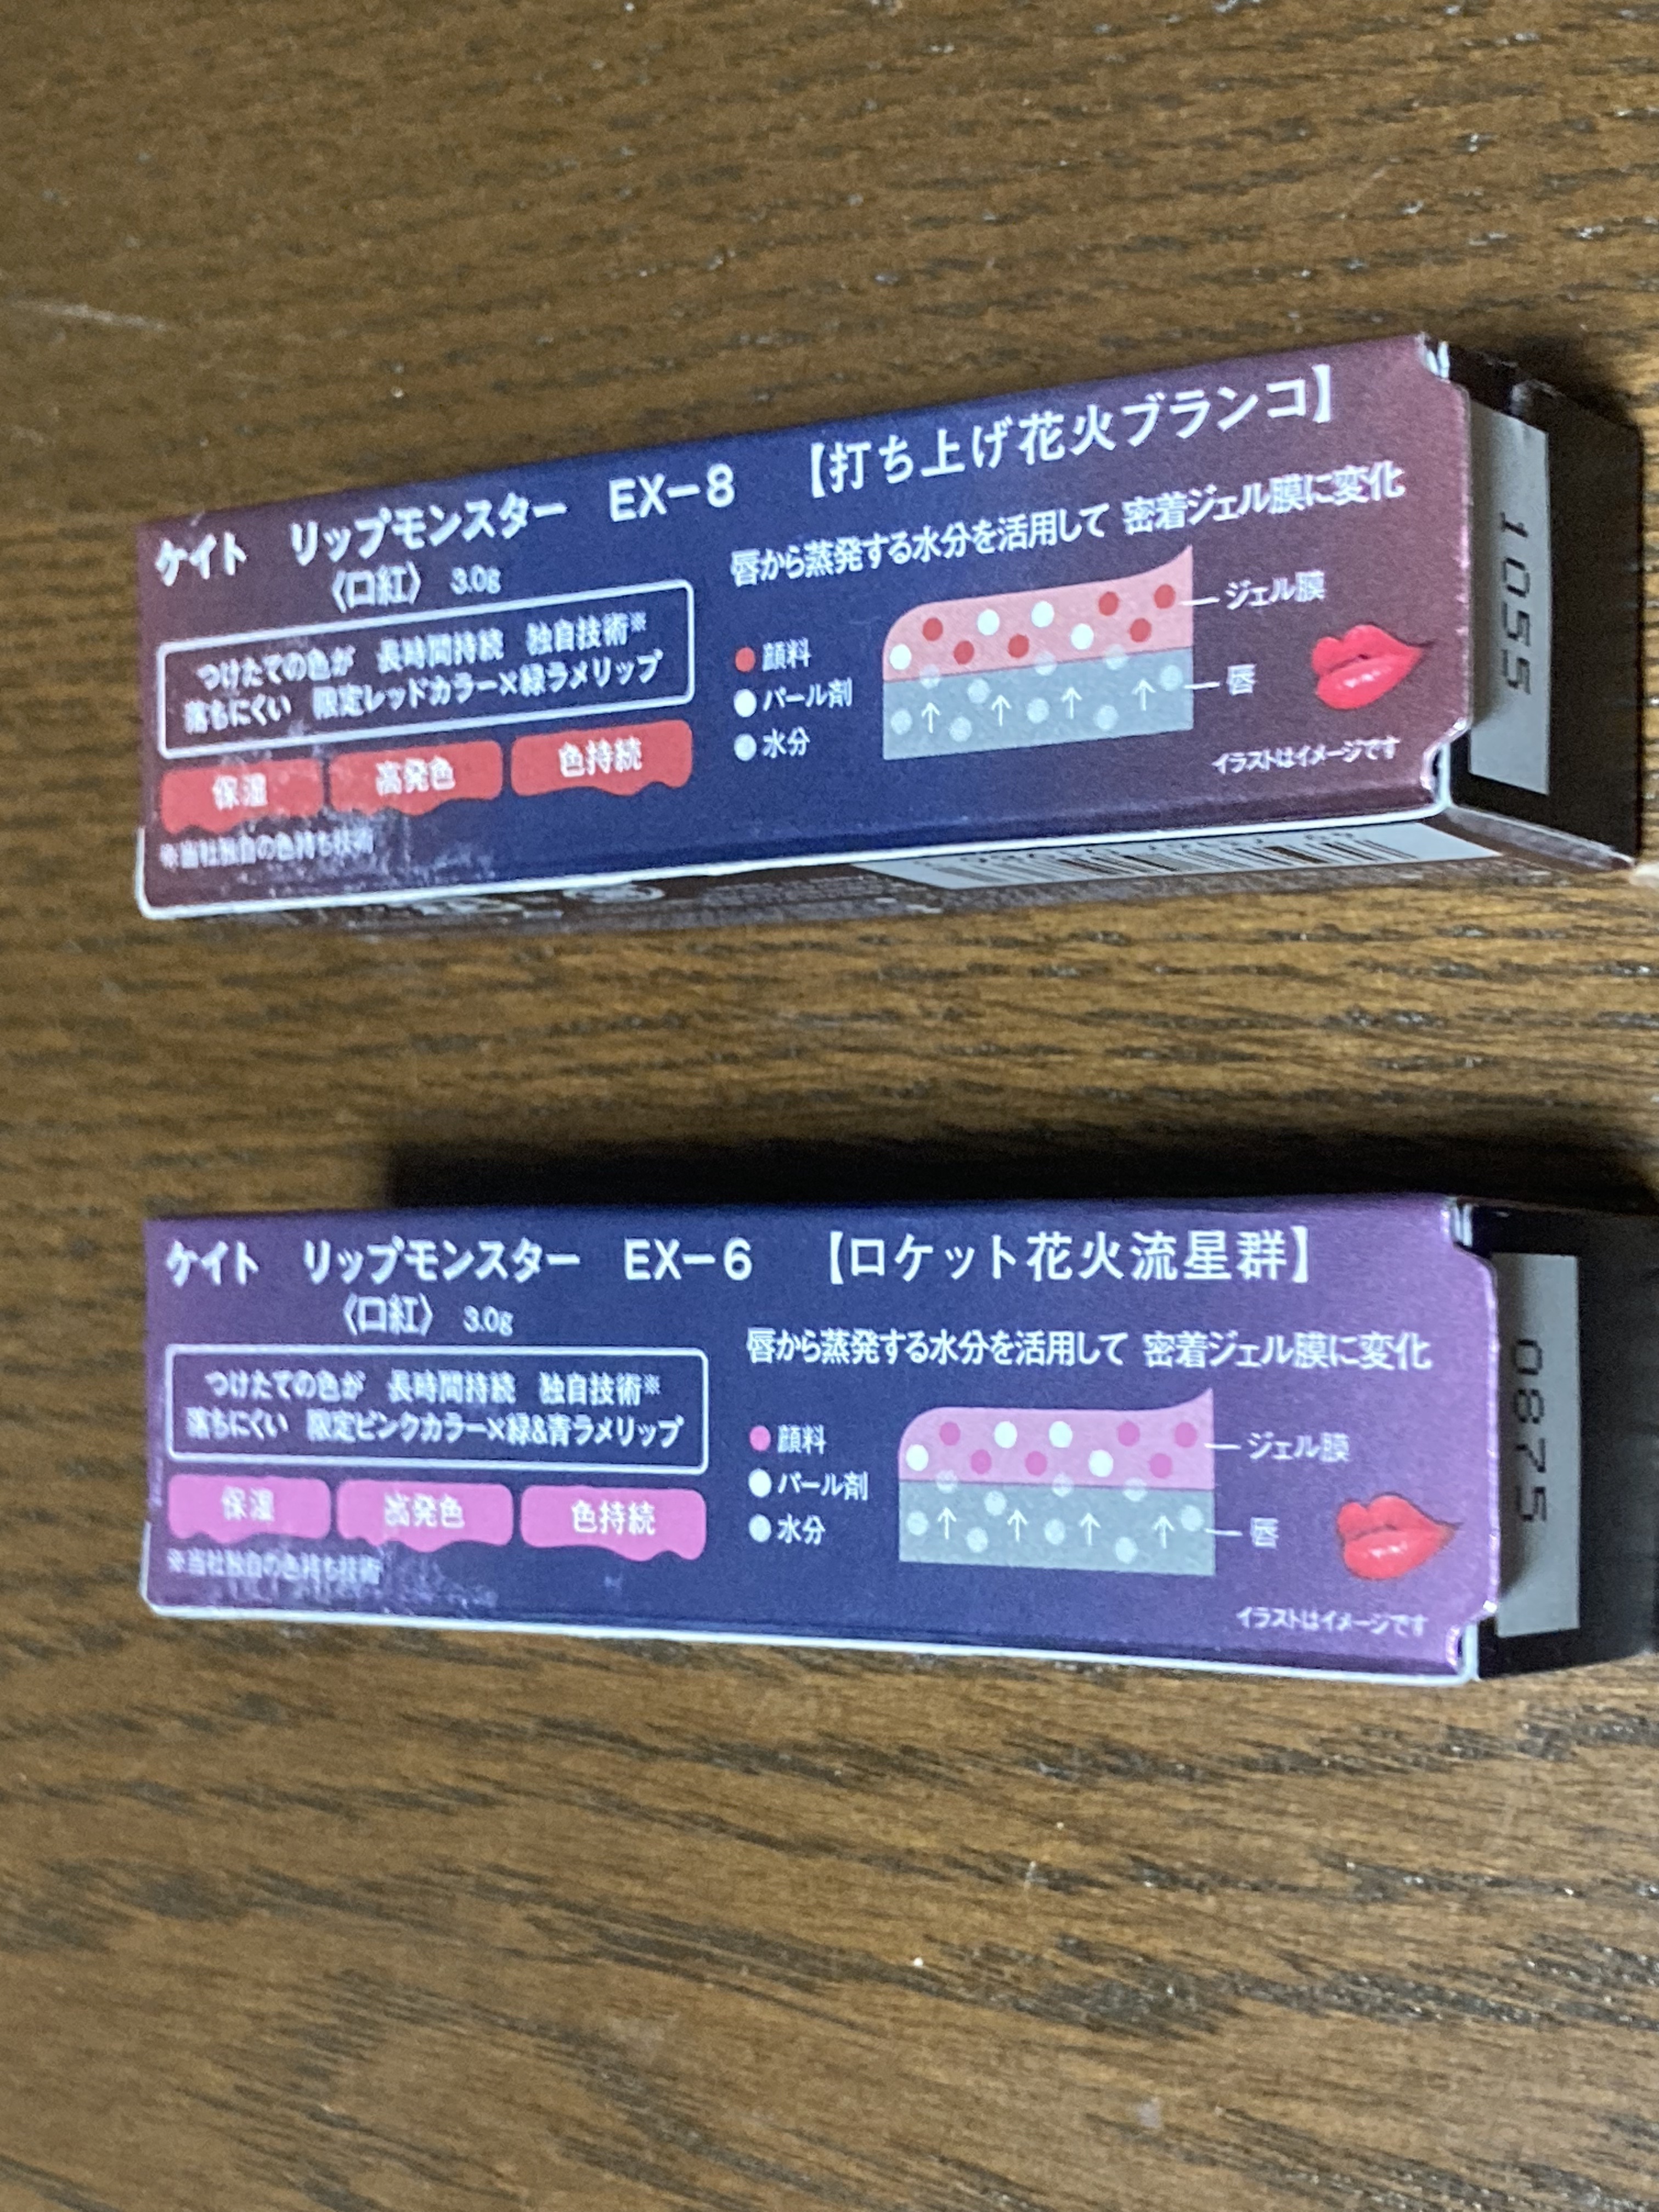 ケイト　リップモンスター　EX－8　【打ち上げ花火ブランコ】
〈口紅〉 3.0g
つけたての色が　長時間持続　独自技術※
落ちにくい　限定レッドカラー×緑ラメリップ
保湿　高発色　色持続
※当社独自の色持ち技術
唇から蒸発する水分を活用して 密着ジェル膜に変化
顔料
パール剤
水分
ジェル膜
唇
イラストはイメージです
1055
ケイト　リップモンスター　EX－6　【ロケット花火流星群】
〈口紅〉 3.0g
つけたての色が　長時間持続　独自技術※
落ちにくい　限定ピンクカラー×緑&青ラメリップ
保湿　高発色　色持続
※当社独自の色持ち技術
唇から蒸発する水分を活用して 密着ジェル膜に変化
顔料
パール剤
水分
ジェル膜
唇
イラストはイメージです
0875